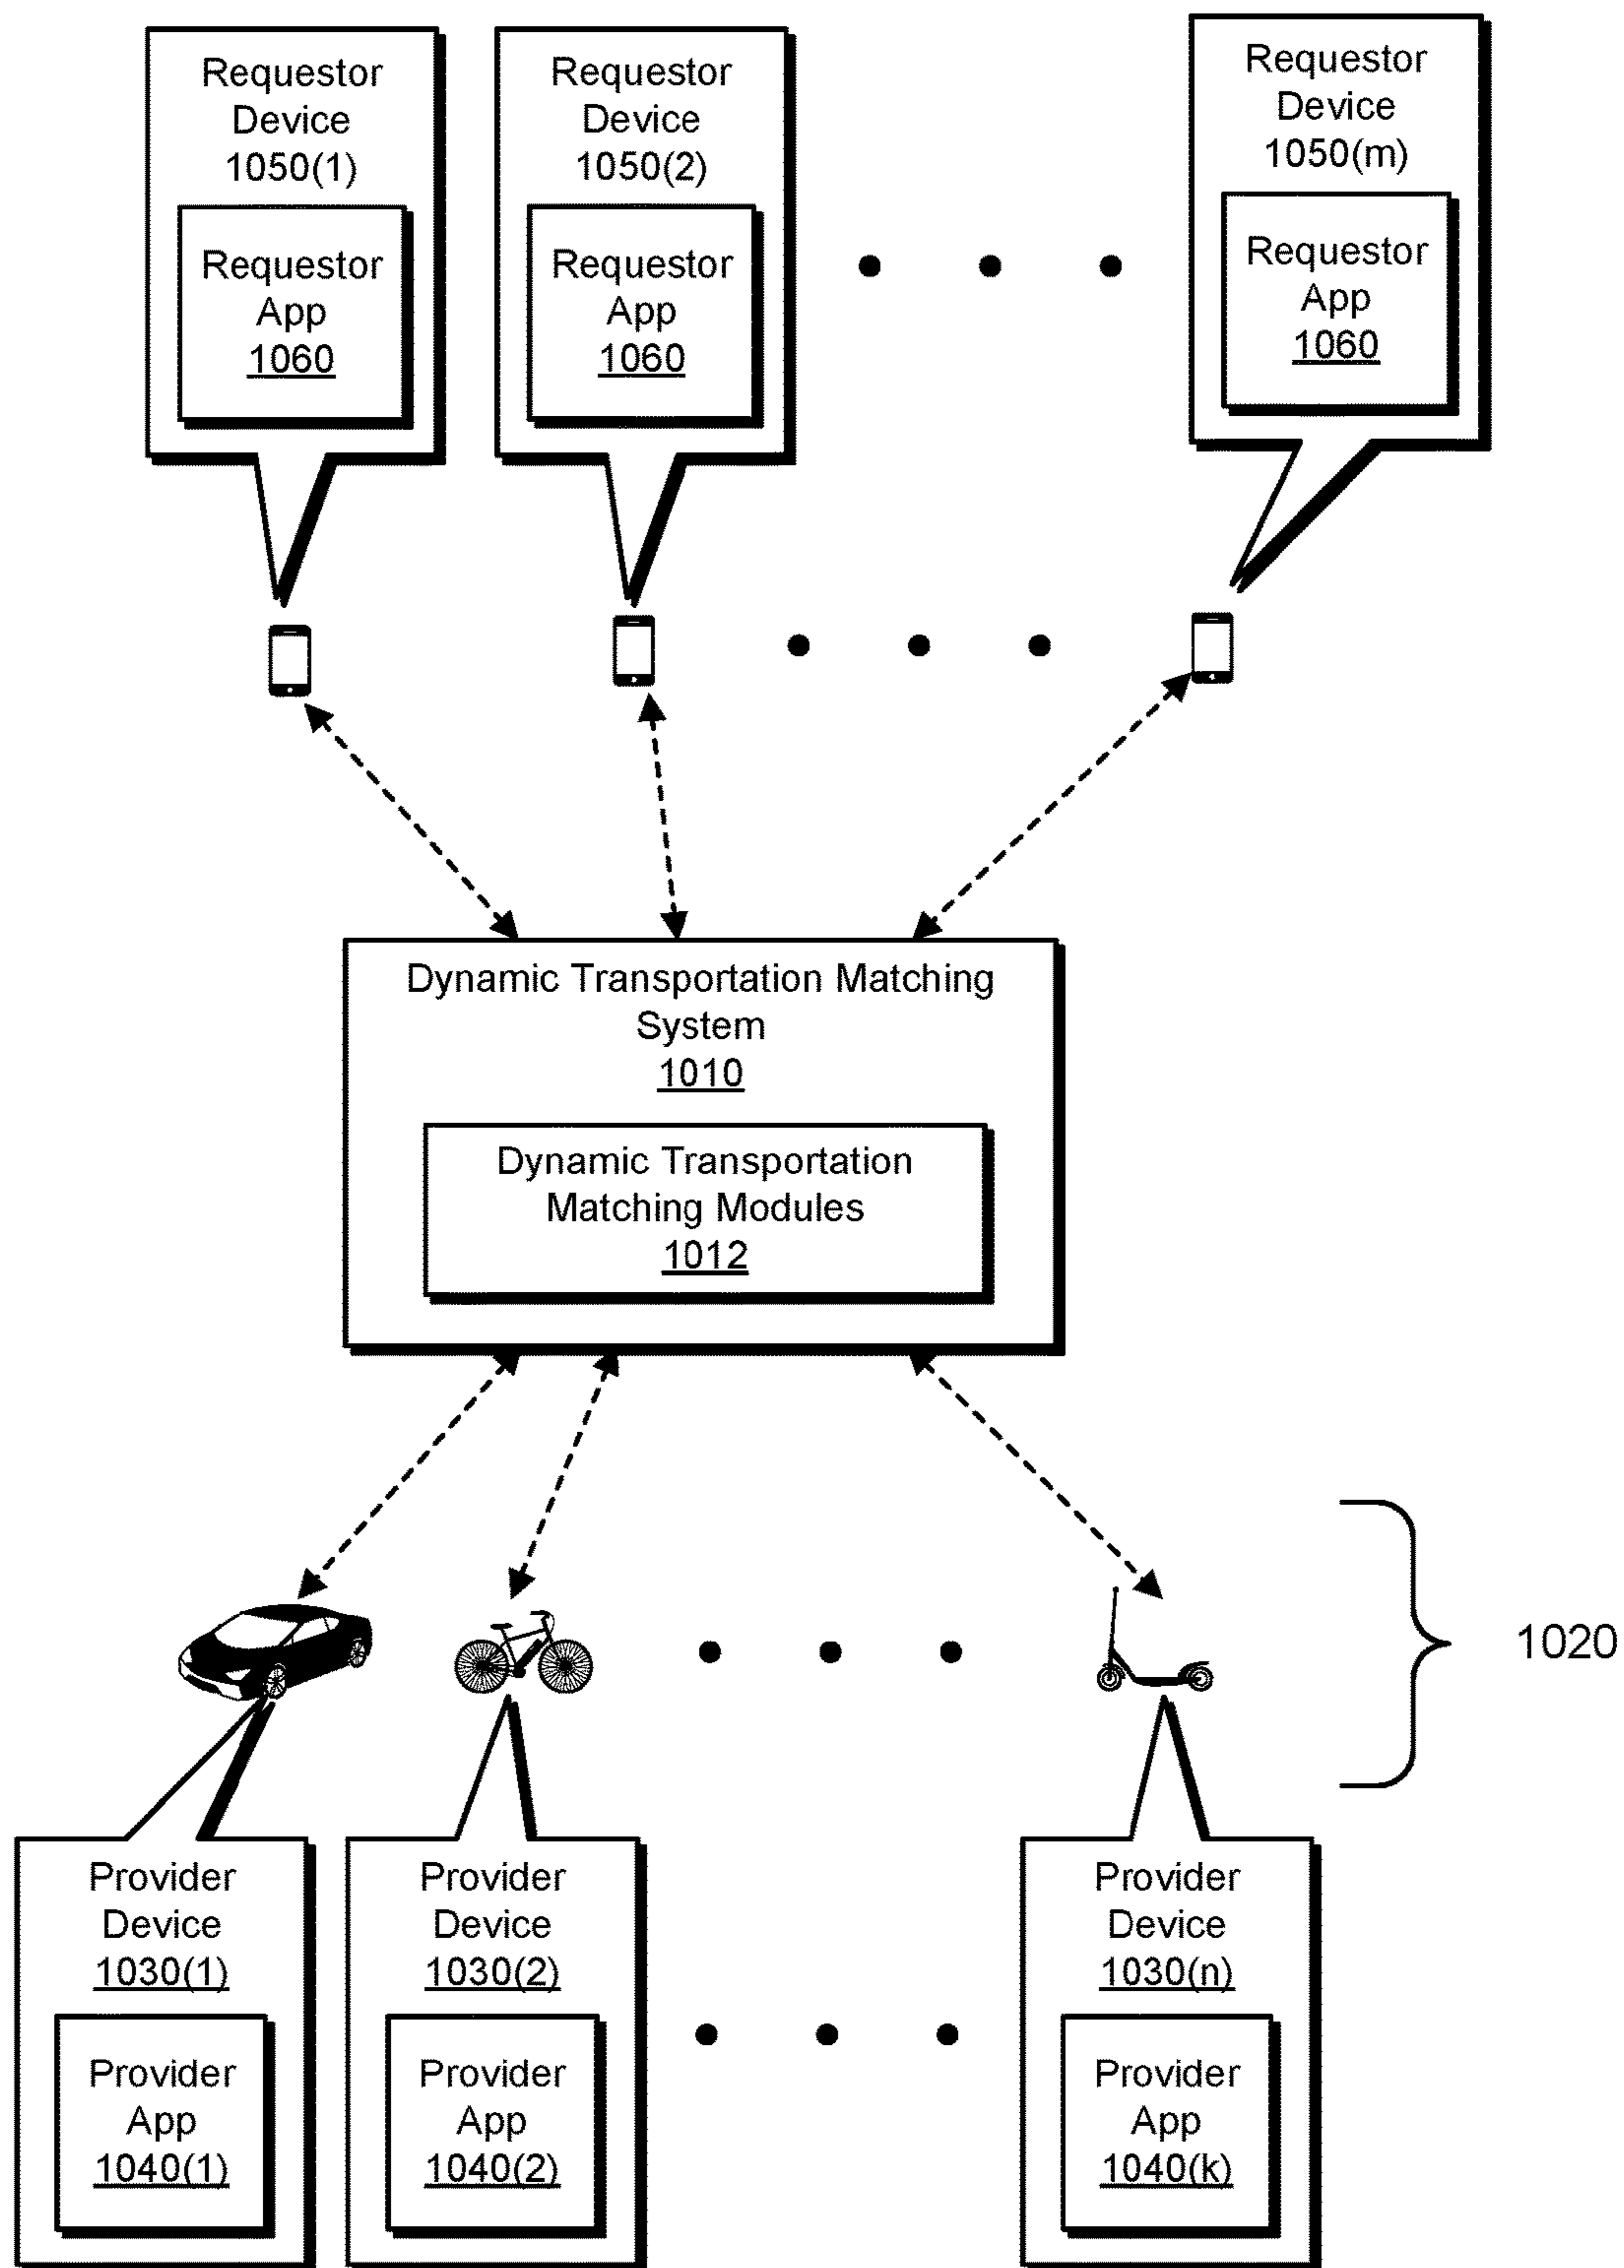 Requestor
Device
1050(1)
Requestor
App
1060
Requestor
Device
1050(2)
Requestor
App
1060
Requestor
Device
1050(m)
Requestor
App
1060
Dynamic Transportation Matching
System
1010
Dynamic Transportation
Matching Modules
1012
1020
Provider
Device
1030(1)
Provider
App
1040(1)
Provider
Device
1030(2)
Provider
App
1040(2)
Provider
Device
1030(n)
Provider
App
1040(k)